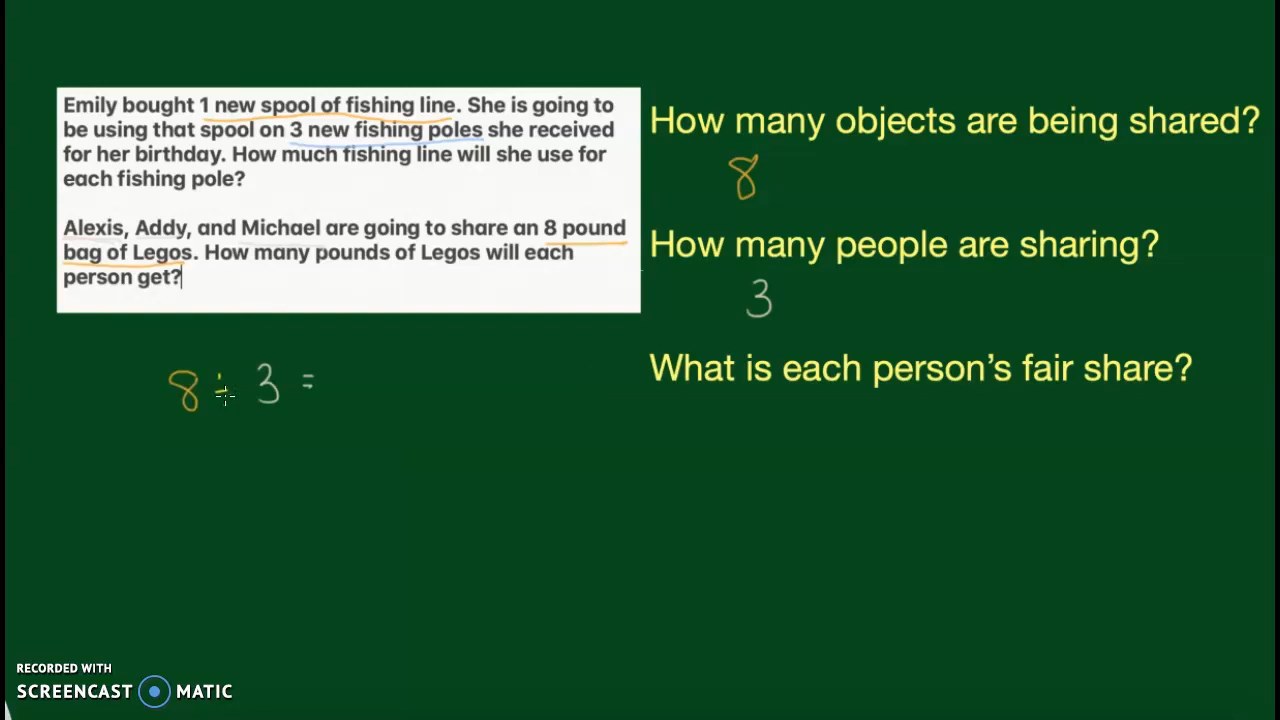 Emily bought 1 new spool of fishing line. She is going to
be using that spool on 3 new fishing poles she received
for her birthday. How much fishing line will she use for
each fishing pole?
Alexis, Addy, and Michael are going to share an 8 pound
bag of Legos. How many pounds of Legos will each
person get?
8 ÷ 3 =
How many objects are being shared?
8
How many people are sharing?
3
What is each person’s fair share?
RECORDED WITH
SCREENCAST MATIC